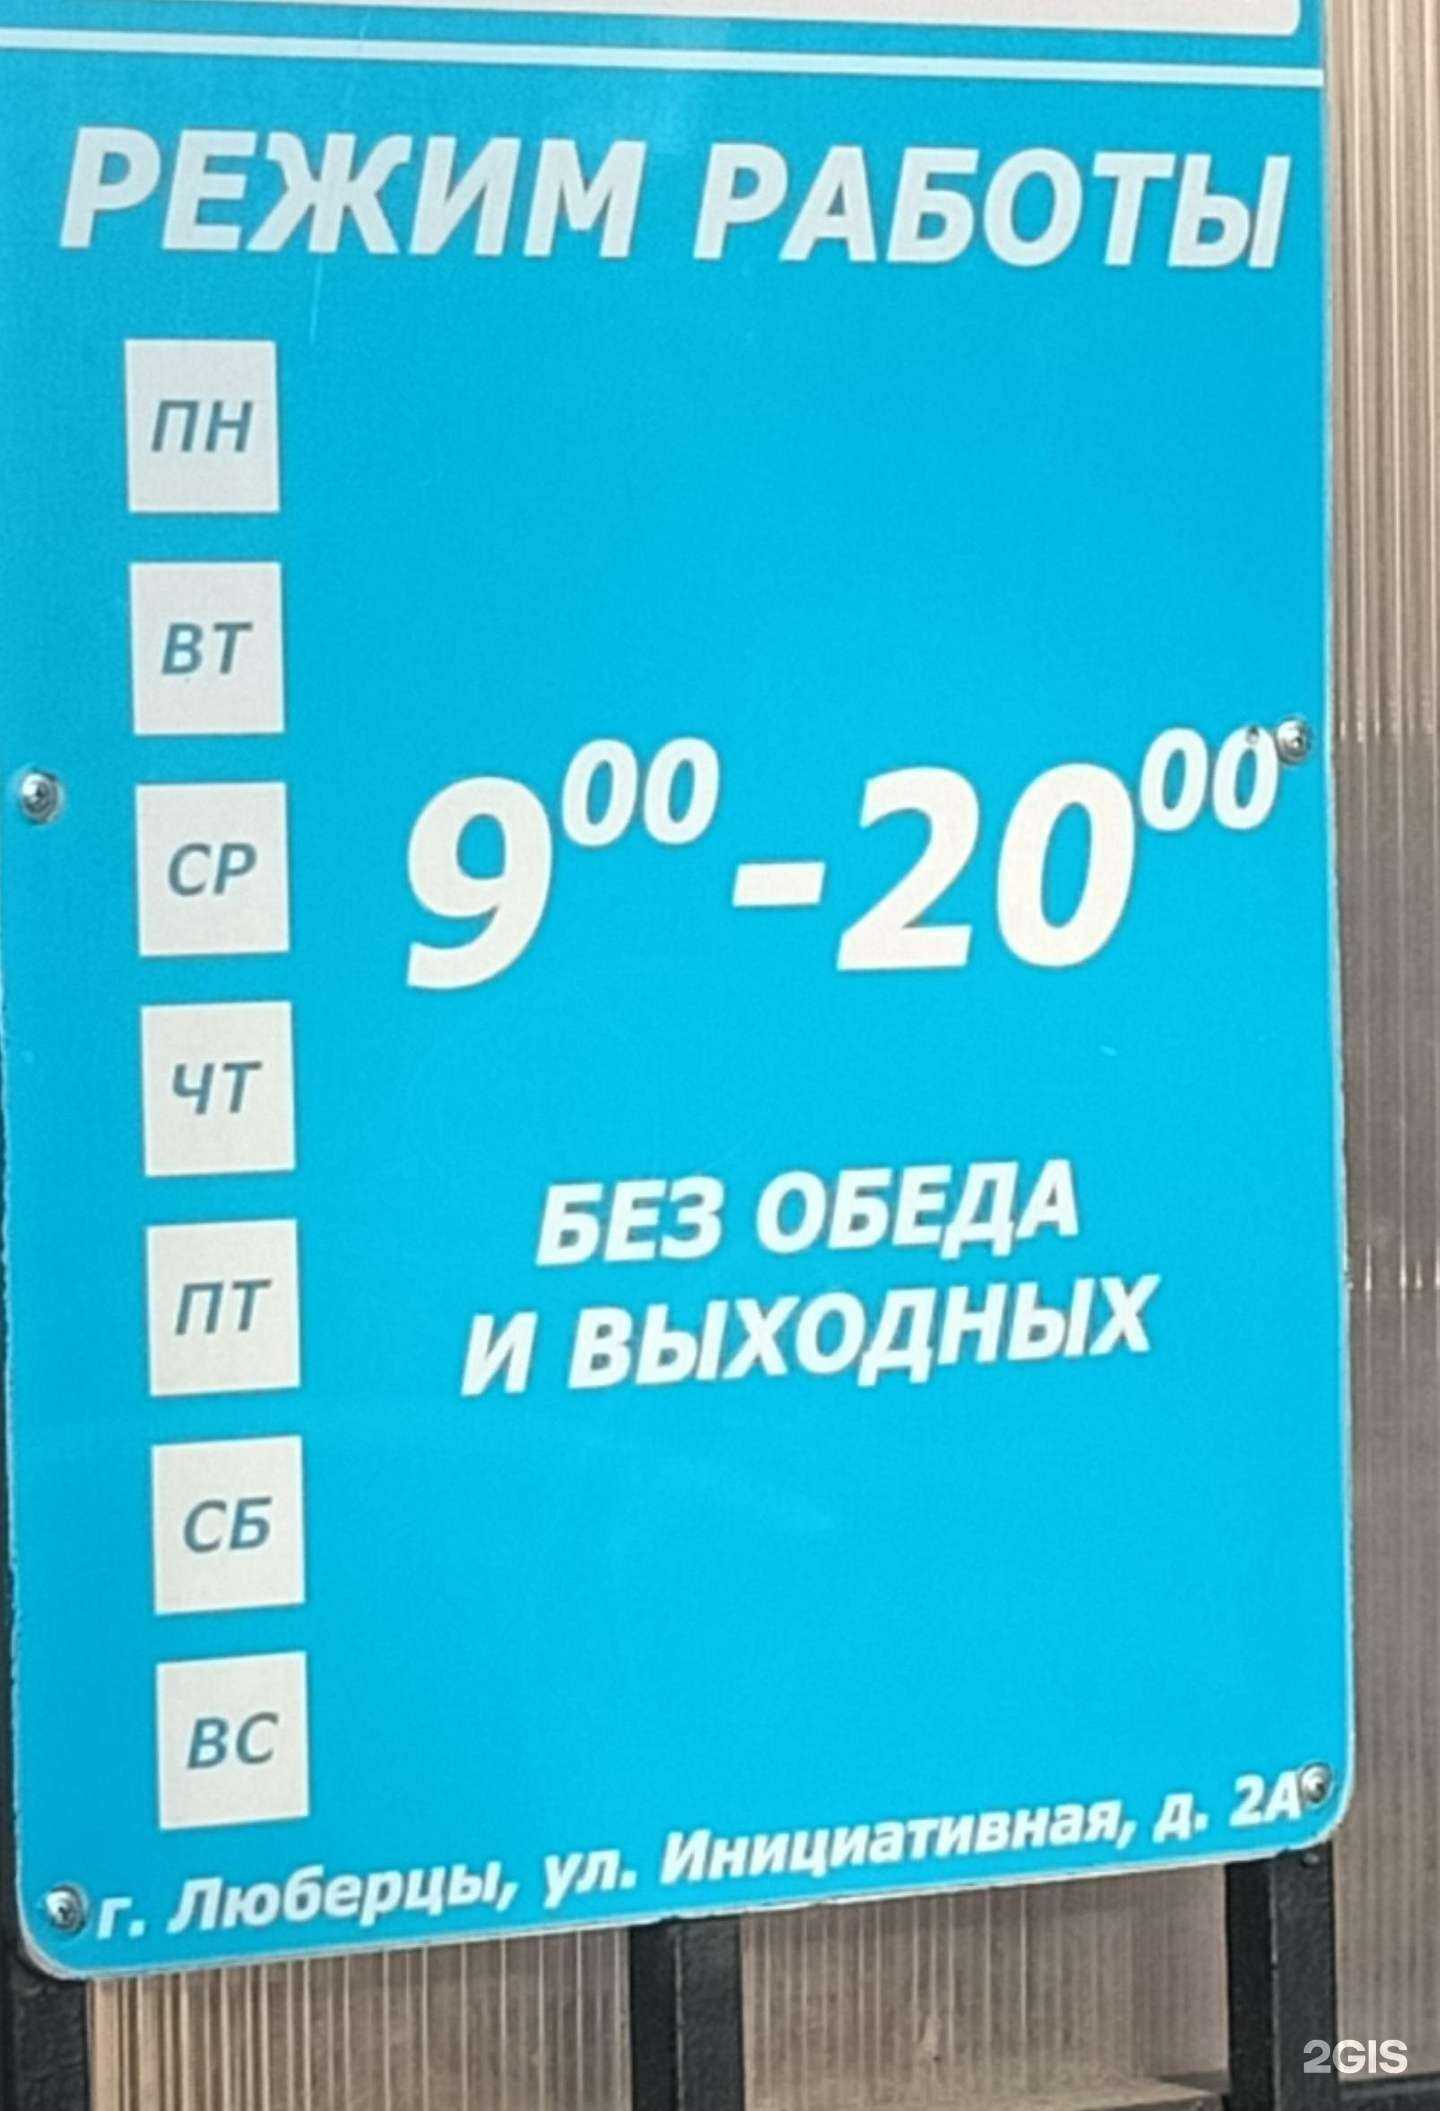 РЕЖИМ РАБОТЫ
ПН
ВТ
СР
9⁰⁰-20⁰⁰
ЧТ
ПТ
БЕЗ ОБЕДА
И ВЫХОДНЫХ
СБ
ВС
г. Люберцы, ул. Инициативная, д. 2А
2GIS